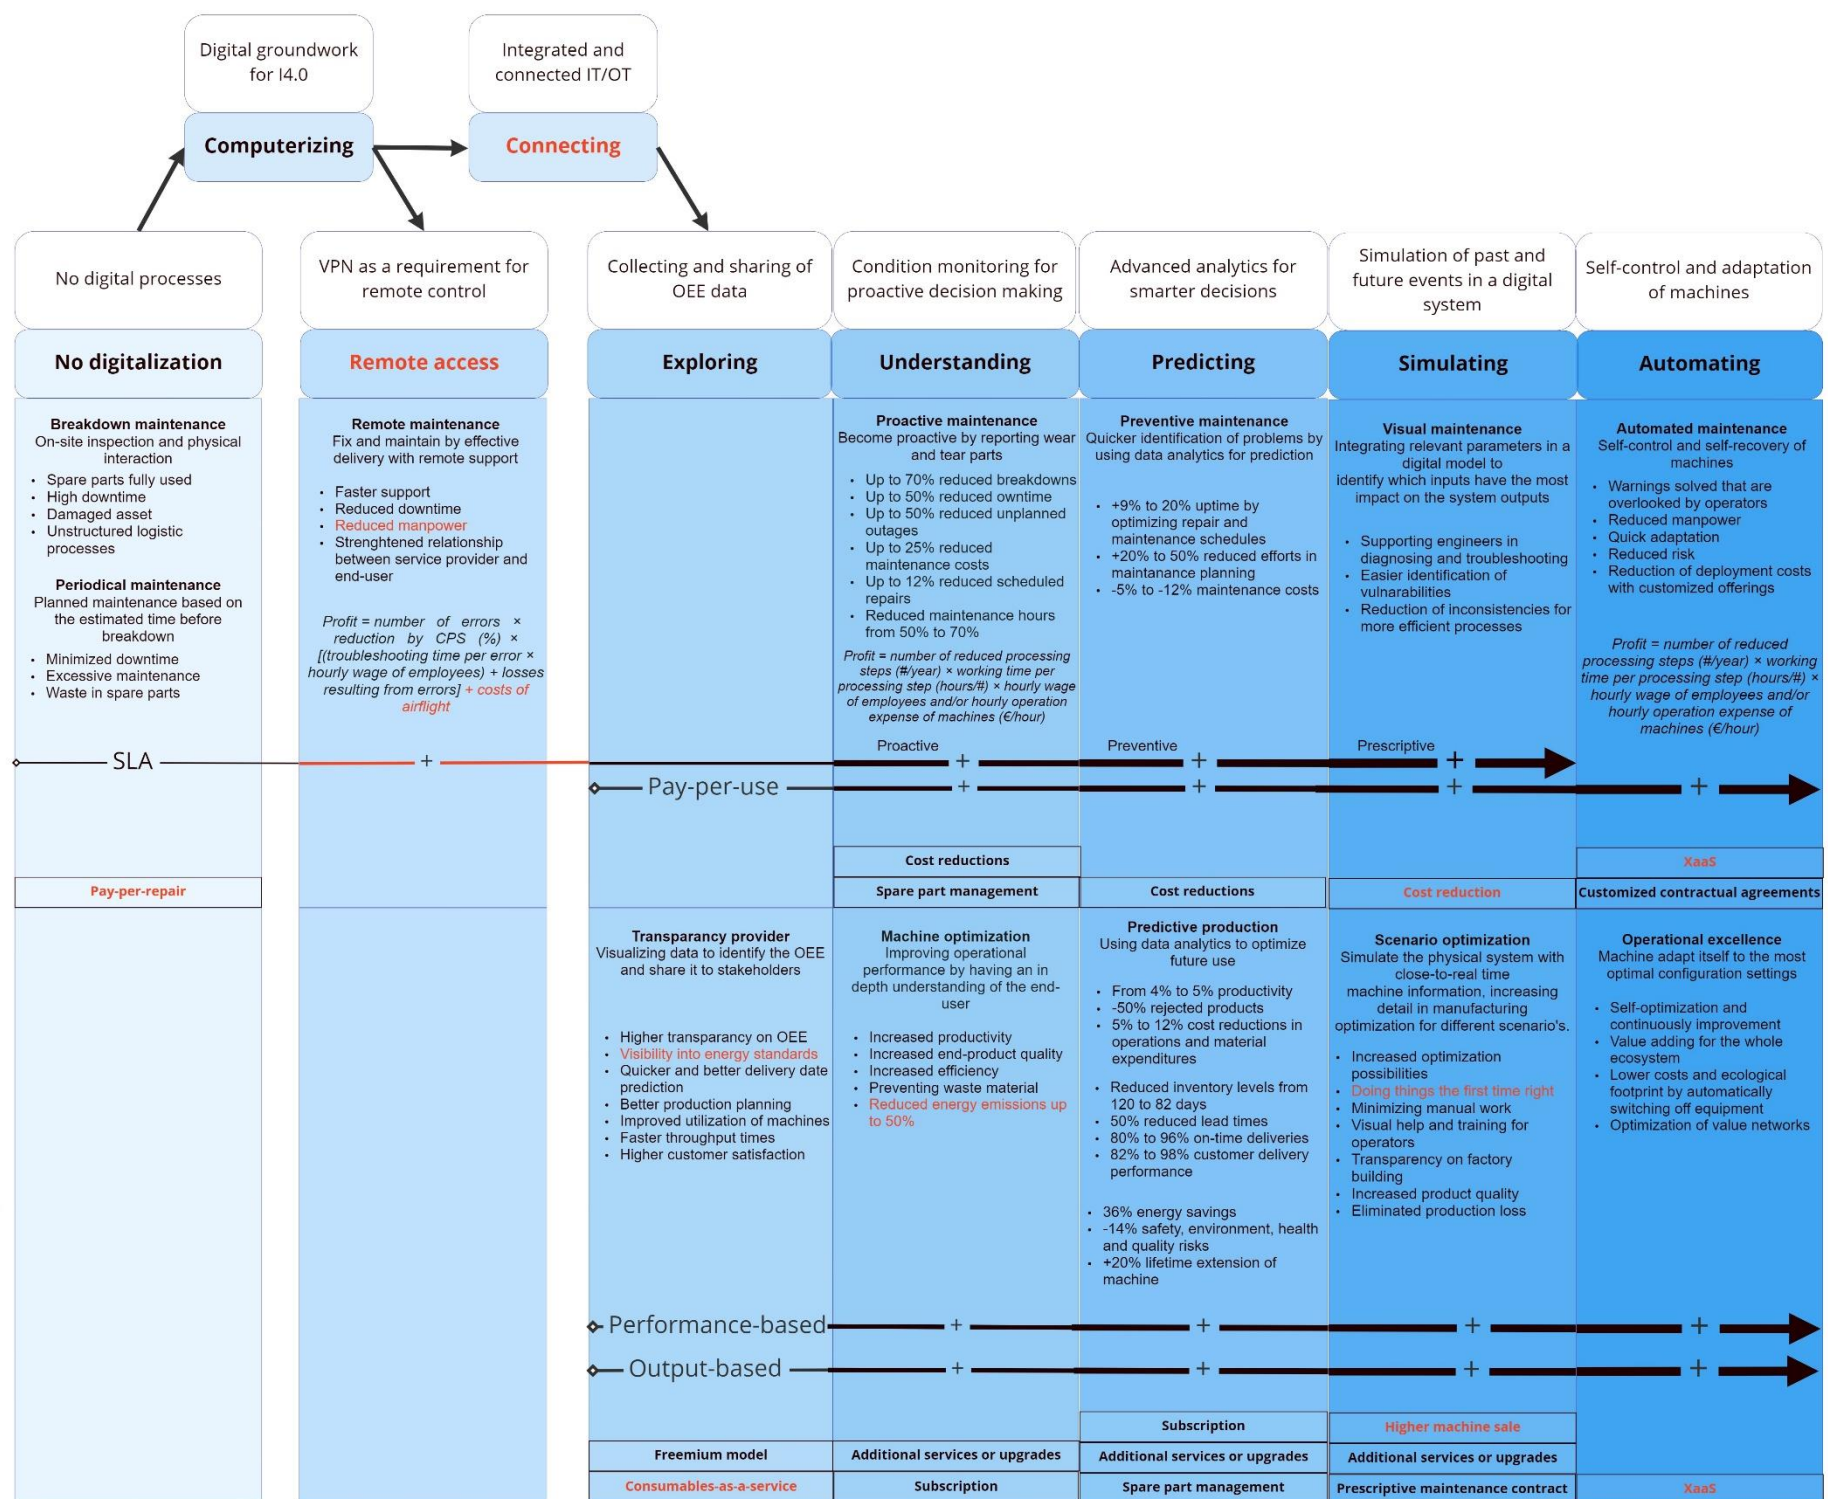 Digital groundwork
for I4.0
Computerizing
Integrated and
connected IT/OT
Connecting
No digital processes
No digitalization
Breakdown maintenance
On-site inspection and physical
interaction
• Spare parts fully used
• High downtime
• Damaged asset
• Unstructured logistic
processes
Periodical maintenance
Planned maintenance based on
the estimated time before
breakdown
• Minimized downtime
• Excessive maintenance
• Waste in spare parts
SLA
Pay-per-repair
VPN as a requirement for
remote control
Remote access
Remote maintenance
Fix and maintain by effective
delivery with remote support
• Faster support
• Reduced downtime
• Reduced manpower
• Strenghtened relationship
between service provider and
end-user
Profit = number of errors ×
reduction by CPS (%) ×
[(troubleshooting time per error ×
hourly wage of employees) + losses
resulting from errors] + costs of
airflight
+
Collecting and sharing of
OEE data
Exploring
Pay-per-use
Transparancy provider
Visualizing data to identify the OEE
and share it to stakeholders
• Higher transparancy on OEE
• Visibility into energy standards
• Quicker and better delivery date
prediction
• Better production planning
• Improved utilization of machines
• Faster throughput times
• Higher customer satisfaction
Performance-based
Output-based
Freemium model
Consumables-as-a-service
Condition monitoring for
proactive decision making
Understanding
Proactive maintenance
Become proactive by reporting wear
and tear parts
• Up to 70% reduced breakdowns
• Up to 50% reduced owntime
• Up to 50% reduced unplanned
outages
• Up to 25% reduced
maintenance costs
• Up to 12% reduced scheduled
repairs
• Reduced maintenance hours
from 50% to 70%
Profit = number of reduced processing
steps (#/year) × working time per
processing step (hours/#) × hourly wage
of employees and/or hourly operation
expense of machines (€/hour)
Proactive
+
+
Cost reductions
Spare part management
Machine optimization
Improving operational
performance by having an in
depth understanding of the end-
user
• Increased productivity
• Increased end-product quality
• Increased efficiency
• Preventing waste material
• Reduced energy emissions up
to 50%
+
+
Additional services or upgrades
Subscription
Advanced analytics for
smarter decisions
Predicting
Preventive maintenance
Quicker identification of problems by
using data analytics for prediction
• +9% to 20% uptime by
optimizing repair and
maintenance schedules
• +20% to 50% reduced efforts in
maintanance planning
• -5% to -12% maintenance costs
Preventive
+
+
Cost reductions
Predictive production
Using data analytics to optimize
future use
• From 4% to 5% productivity
• -50% rejected products
• 5% to 12% cost reductions in
operations and material
expenditures
• Reduced inventory levels from
120 to 82 days
• 50% reduced lead times
• 80% to 96% on-time deliveries
• 82% to 98% customer delivery
performance
• 36% energy savings
• -14% safety, environment, health
and quality risks
• +20% lifetime extension of
machine
+
+
Subscription
Additional services or upgrades
Spare part management
Simulation of past and
future events in a digital
system
Simulating
Visual maintenance
Integrating relevant parameters in a
digital model to
identify which inputs have the most
impact on the system outputs
• Supporting engineers in
diagnosing and troubleshooting
• Easier identification of
vulnarabilities
• Reduction of inconsistencies for
more efficient processes
Prescriptive
+
+
Cost reduction
Scenario optimization
Simulate the physical system with
close-to-real time
machine information, increasing
detail in manufacturing
optimization for different scenario's.
• Increased optimization
possibilities
• Doing things the first time right
• Minimizing manual work
• Visual help and training for
operators
• Transparency on factory
building
• Increased product quality
• Eliminated production loss
+
+
Higher machine sale
Additional services or upgrades
Prescriptive maintenance contract
Self-control and adaptation
of machines
Automating
Automated maintenance
Self-control and self-recovery of
machines
• Warnings solved that are
overlooked by operators
• Reduced manpower
• Quick adaptation
• Reduced risk
• Reduction of deployment costs
with customized offerings
Profit = number of reduced
processing steps (#/year) × working
time per processing step (hours/#) ×
hourly wage of employees and/or
hourly operation expense of
machines (€/hour)
+
XaaS
Customized contractual agreements
Operational excellence
Machine adapt itself to the most
optimal configuration settings
• Self-optimization and
continuously improvement
• Value adding for the whole
ecosystem
• Lower costs and ecological
footprint by automatically
switching off equipment
• Optimization of value networks
+
+
XaaS